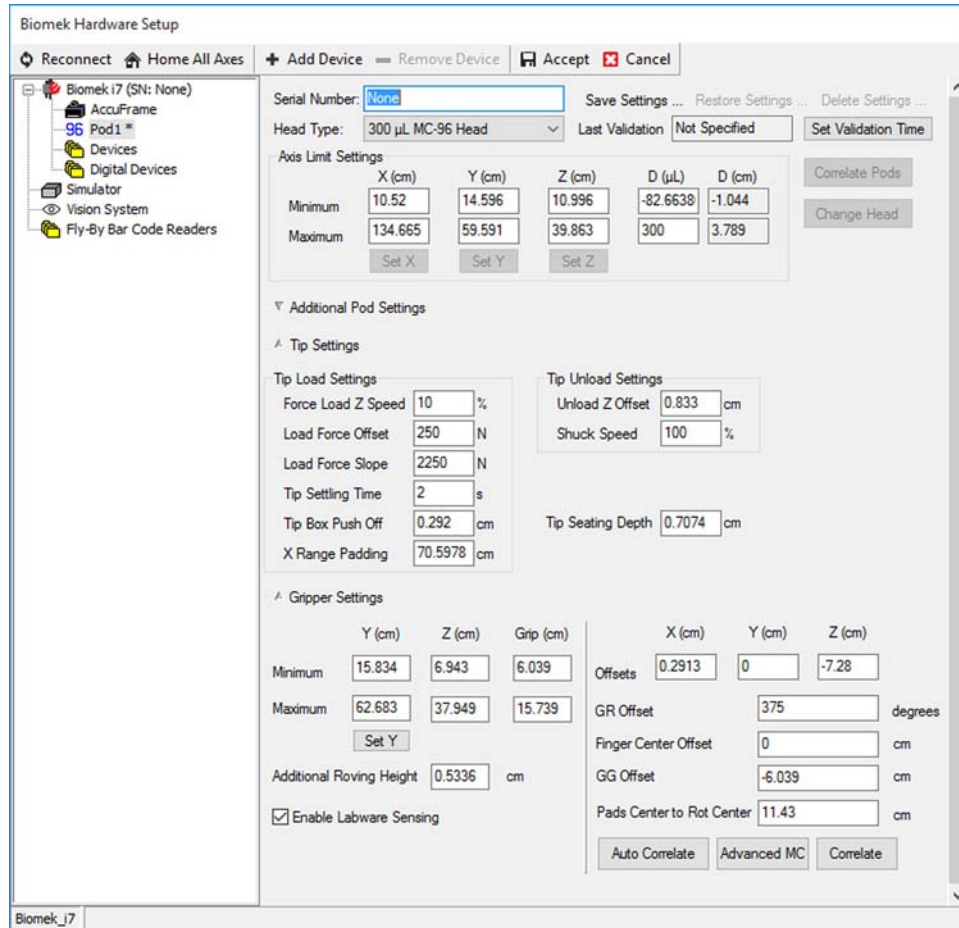 Biomek Hardware Setup
Reconnect Home All Axes Add Device Remove Device Accept Cancel
Biomek i7 (SN: None)
AccuFrame
96 Pod1 *
Devices
Digital Devices
Simulator
Vision System
Fly-By Bar Code Readers
Serial Number: None Save Settings ... Restore Settings ... Delete Settings ...
Head Type: 300 µL MC-96 Head Last Validation Not Specified Set Validation Time
Axis Limit Settings
X (cm) Y (cm) Z (cm) D (µL) D (cm)
Minimum 10.52 14.596 10.996 -82.6638 -1.044
Maximum 134.665 59.591 39.863 300 3.789
Set X Set Y Set Z
Correlate Pods
Change Head
Additional Pod Settings
Tip Settings
Tip Load Settings
Force Load Z Speed 10 %
Load Force Offset 250 N
Load Force Slope 2250 N
Tip Settling Time 2 s
Tip Box Push Off 0.292 cm
X Range Padding 70.5978 cm
Tip Unload Settings
Unload Z Offset 0.833 cm
Shuck Speed 100 %
Tip Seating Depth 0.7074 cm
Gripper Settings
Y (cm) Z (cm) Grip (cm)
Minimum 15.834 6.943 6.039
Maximum 62.683 37.949 15.739
Set Y
Additional Roving Height 0.5336 cm
Enable Labware Sensing
X (cm) Y (cm) Z (cm)
Offsets 0.2913 0 -7.28
GR Offset 375 degrees
Finger Center Offset 0 cm
GG Offset -6.039 cm
Pads Center to Rot Center 11.43 cm
Auto Correlate Advanced MC Correlate
Biomek_i7